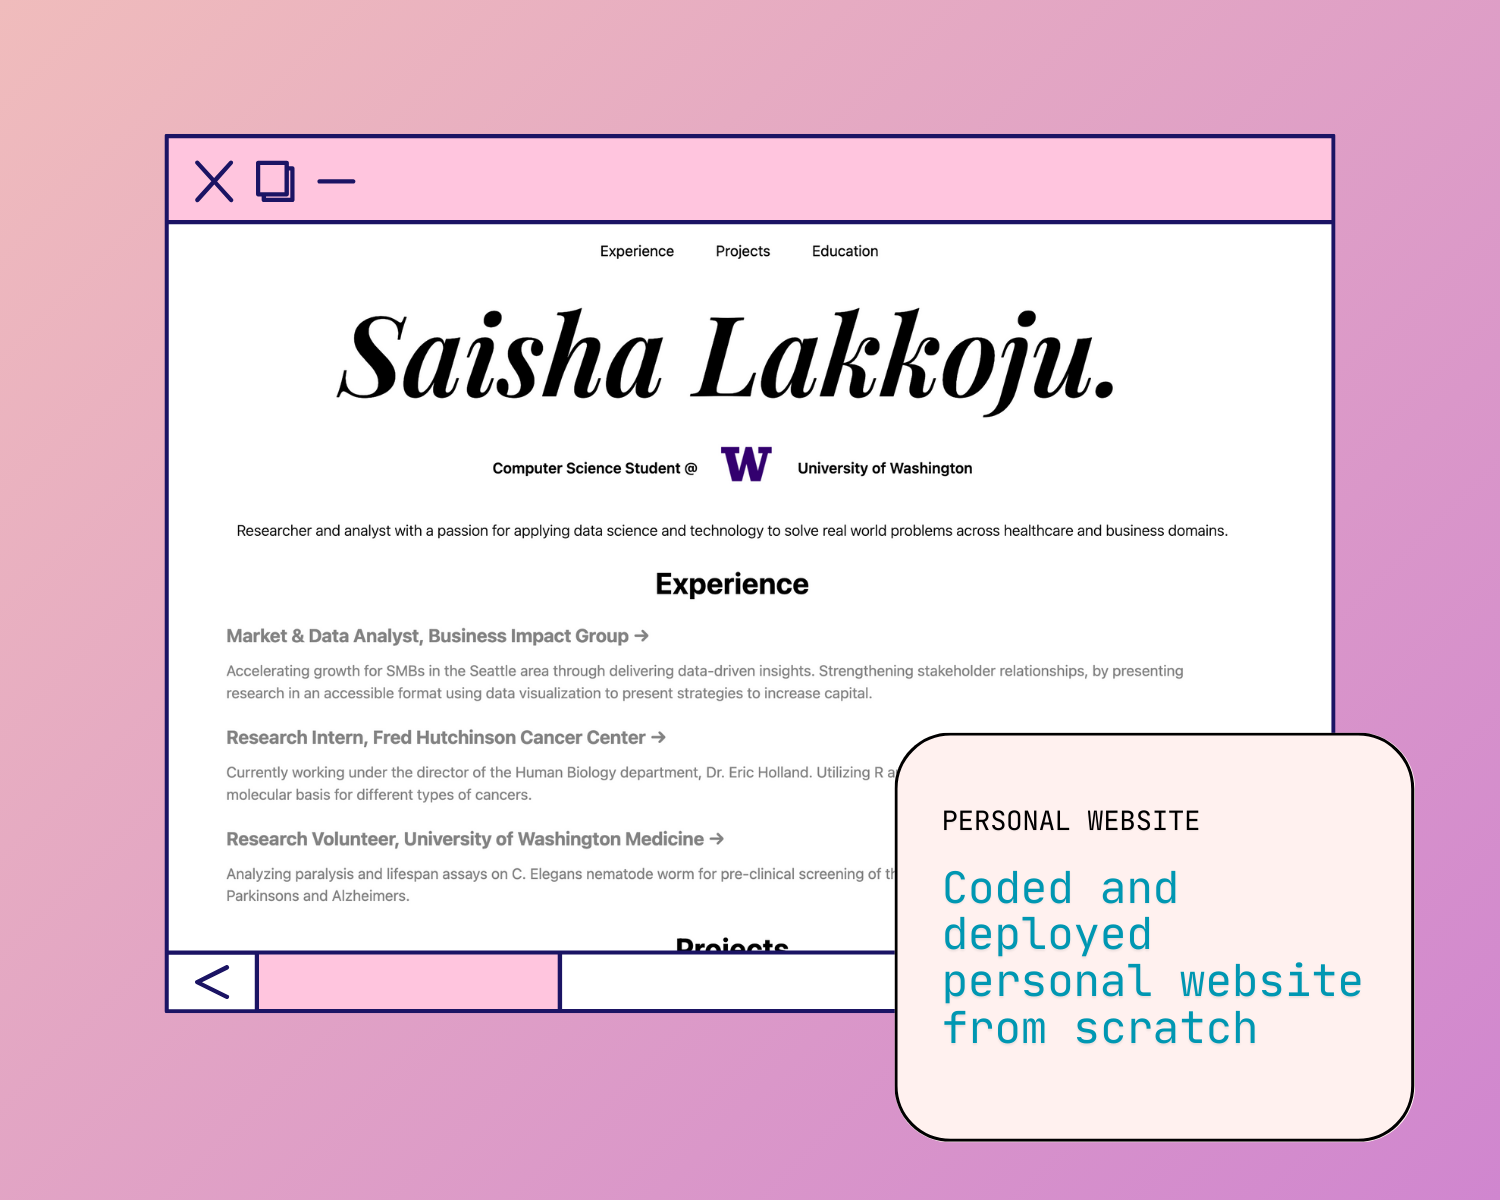 Experience Projects Education
Saisha Lakkoju.
Computer Science Student @ W University of Washington
Researcher and analyst with a passion for applying data science and technology to solve real world problems across healthcare and business domains.
Experience
Market & Data Analyst, Business Impact Group →
Accelerating growth for SMBs in the Seattle area through delivering data-driven insights. Strengthening stakeholder relationships, by presenting
research in an accessible format using data visualization to present strategies to increase capital.
Research Intern, Fred Hutchinson Cancer Center →
Currently working under the director of the Human Biology department, Dr. Eric Holland. Utilizing R
molecular basis for different types of cancers.
Research Volunteer, University of Washington Medicine →
Analyzing paralysis and lifespan assays on C. Elegans nematode worm for pre-clinical screening of
Parkinsons and Alzheimers.
Projects
PERSONAL WEBSITE
Coded and
deployed
personal website
from scratch